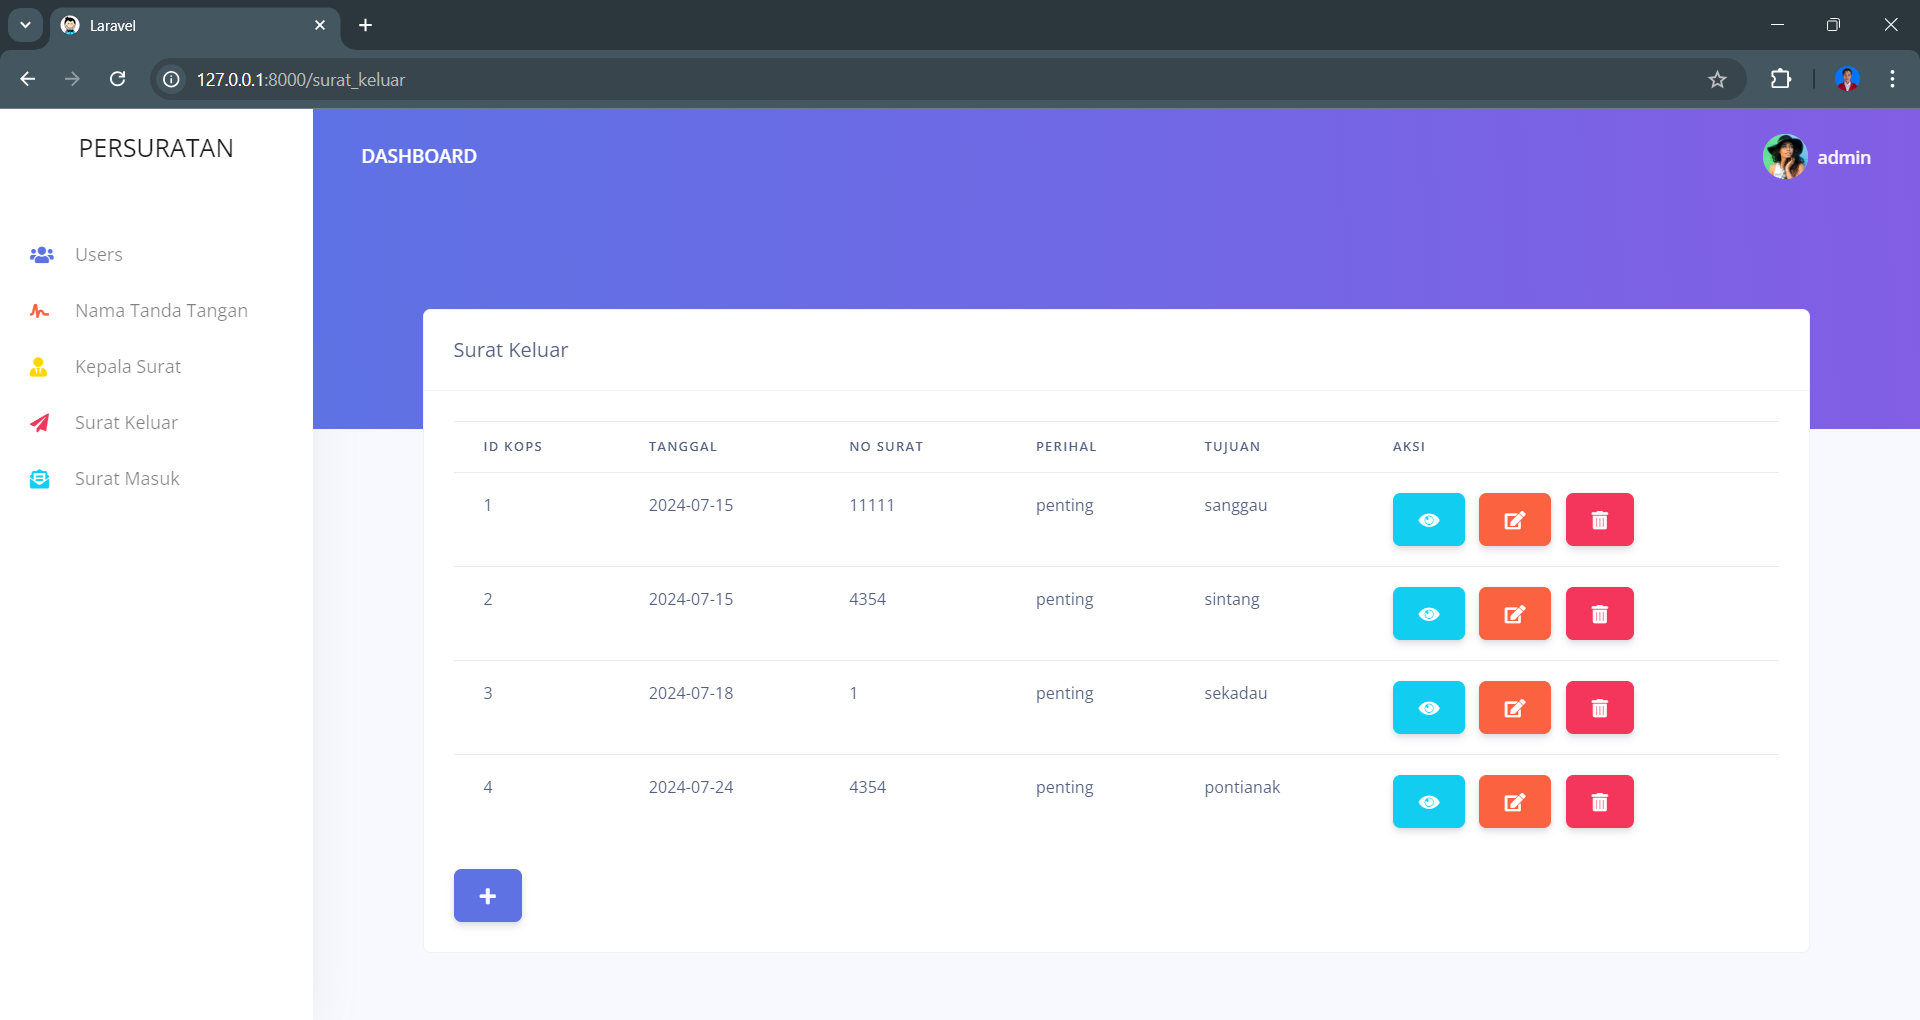 Laravel
127.0.0.1:8000/surat_keluar
PERSURATAN
DASHBOARD
admin
Users
Nama Tanda Tangan
Kepala Surat
Surat Keluar
Surat Masuk
Surat Keluar
ID KOPS TANGGAL NO SURAT PERIHAL TUJUAN AKSI
1 2024-07-15 11111 penting sanggau
2 2024-07-15 4354 penting sintang
3 2024-07-18 1 penting sekadau
4 2024-07-24 4354 penting pontianak